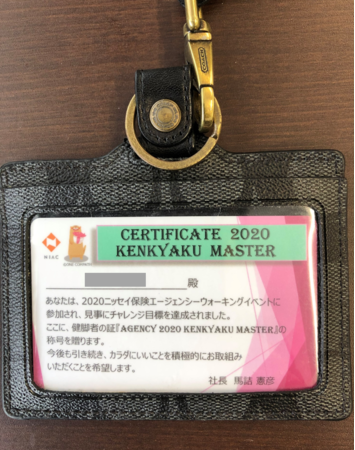 COACH
CERTIFICATE 2020
KENKYAKU MASTER
NSAC
殿
あなたは、2020ニッセイ保険エージェンシーウォーキングイベントに
参加され、見事にチャレンジ目標を達成されました。
ここに、健脚者の証『AGENCY 2020 KENKYAKU MASTER』の
称号を贈ります。
今後も引き続き、カラダにいいことを積極的にお取組み
いただくことを希望します。
社長 馬詰 憲彦